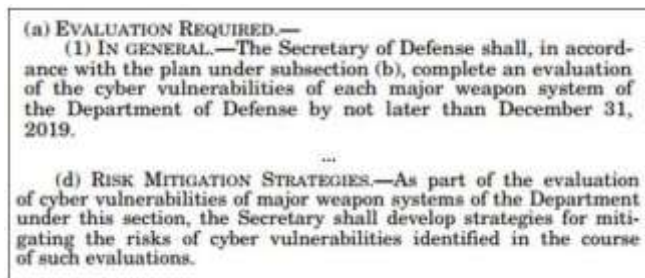 (a) EVALUATION REQUIRED.—
(1) IN GENERAL.—The Secretary of Defense shall, in accord-
ance with the plan under subsection (b), complete an evaluation
of the cyber vulnerabilities of each major weapon system of
the Department of Defense by not later than December 31,
2019.
...
(d) RISK MITIGATION STRATEGIES.—As part of the evaluation
of cyber vulnerabilities of major weapon systems of the Department
under this section, the Secretary shall develop strategies for miti-
gating the risks of cyber vulnerabilities identified in the course
of such evaluations.